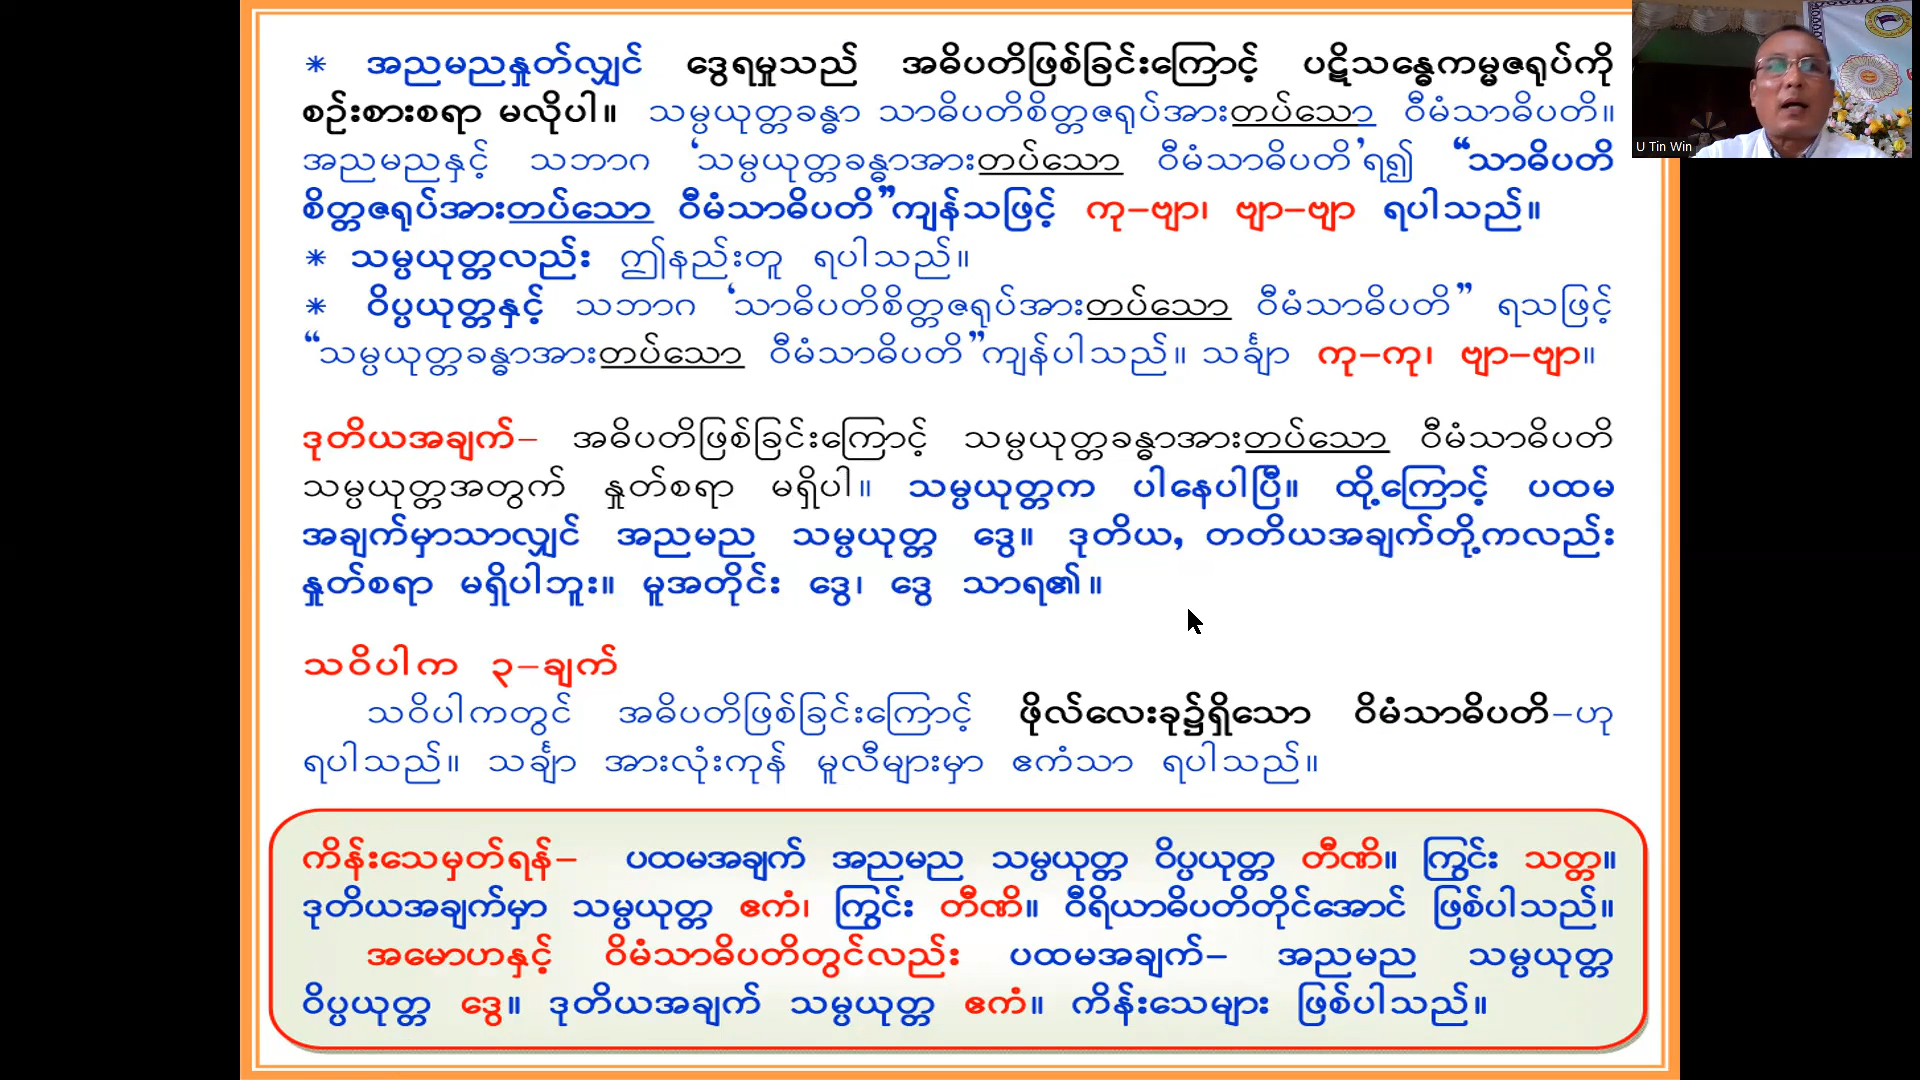 * အညမညနှုတ်လျှင် ဒွေရမှုသည် အဓိပတိဖြစ်ခြင်းကြောင့် ပဋိသန္ဓေကမ္မဇရုပ်ကို
စဉ်းစားစရာ မလိုပါ။ သမ္ပယုတ္တခန္ဓာ သာဓိပတိစိတ္တဇရုပ်အားတပ်သော ဝီမံသာဓိပတိ။
အညမညနှင့် သဘာဂ ‘သမ္ပယုတ္တခန္ဓာအားတပ်သော ဝီမံသာဓိပတိ’ရ၍ “သာဓိပတိ
စိတ္တဇရုပ်အားတပ်သော ဝီမံသာဓိပတိ”ကျန်သဖြင့် ကု–ဗျာ၊ ဗျာ–ဗျာ ရပါသည်။
* သမ္ပယုတ္တလည်း ဤနည်းတူ ရပါသည်။
* ဝိပ္ပယုတ္တနှင့် သဘာဂ ‘သာဓိပတိစိတ္တဇရုပ်အားတပ်သော ဝီမံသာဓိပတိ” ရသဖြင့်
“သမ္ပယုတ္တခန္ဓာအားတပ်သော ဝီမံသာဓိပတိ”ကျန်ပါသည်။ သင်္ချာ ကု–ကု၊ ဗျာ–ဗျာ။
ဒုတိယအချက်– အဓိပတိဖြစ်ခြင်းကြောင့် သမ္ပယုတ္တခန္ဓာအားတပ်သော ဝီမံသာဓိပတိ
သမ္ပယုတ္တအတွက် နှုတ်စရာ မရှိပါ။ သမ္ပယုတ္တက ပါနေပါပြီ။ ထို့ကြောင့် ပထမ
အချက်မှာသာလျှင် အညမည သမ္ပယုတ္တ ဒွေ။ ဒုတိယ, တတိယအချက်တို့ကလည်း
နှုတ်စရာ မရှိပါဘူး။ မူအတိုင်း ဒွေ၊ ဒွေ သာရ၏။
သဝိပါက ၃–ချက်
သဝိပါကတွင် အဓိပတိဖြစ်ခြင်းကြောင့် ဖိုလ်လေးခု၌ရှိသော ဝိမံသာဓိပတိ–ဟု
ရပါသည်။ သင်္ချာ အားလုံးကုန် မူလီများမှာ ဧကံသာ ရပါသည်။
ကိန်းသေမှတ်ရန်– ပထမအချက် အညမည သမ္ပယုတ္တ ဝိပ္ပယုတ္တ တီဏိ။ ကြွင်း သတ္တ။
ဒုတိယအချက်မှာ သမ္ပယုတ္တ ဧကံ၊ ကြွင်း တီဏိ။ ဝီရိယာဓိပတိတိုင်အောင် ဖြစ်ပါသည်။
အမောဟနှင့် ဝိမံသာဓိပတိတွင်လည်း ပထမအချက်– အညမည သမ္ပယုတ္တ
ဝိပ္ပယုတ္တ ဒွေ။ ဒုတိယအချက် သမ္ပယုတ္တ ဧကံ။ ကိန်းသေများ ဖြစ်ပါသည်။
U Tin Win